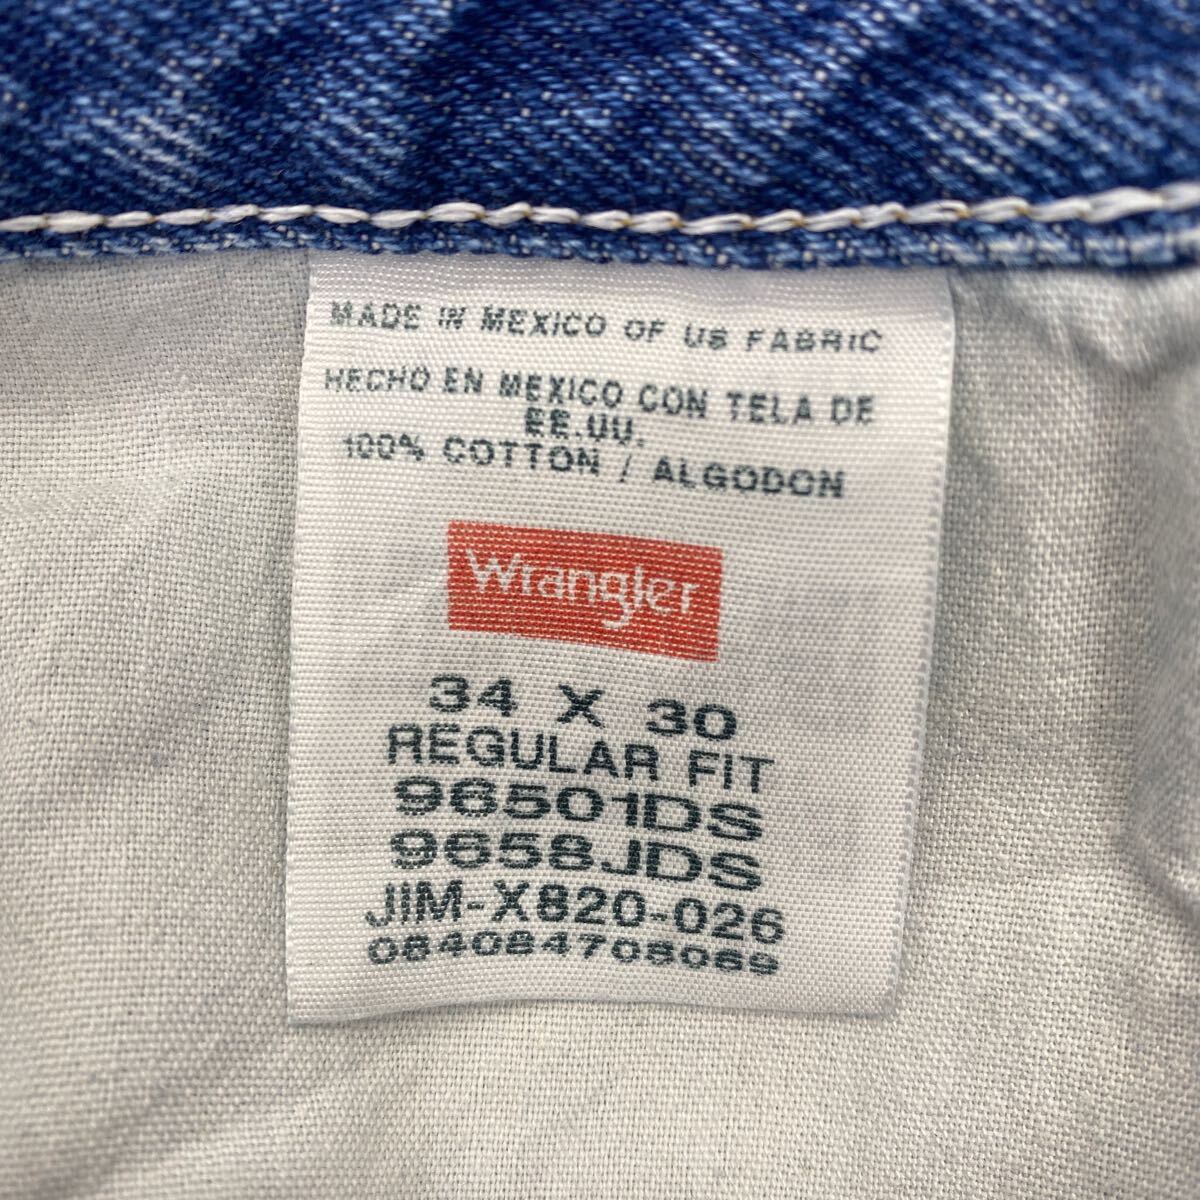 MADE IN MEXICO OF US FABRIC
HECHO EN MEXICO CON TELA DE
EE.UU.
100% COTTON / ALGODON
Wrangler
34 X 30
REGULAR FIT
96501DS
9658JDS
JIM-X820-026
084084708089